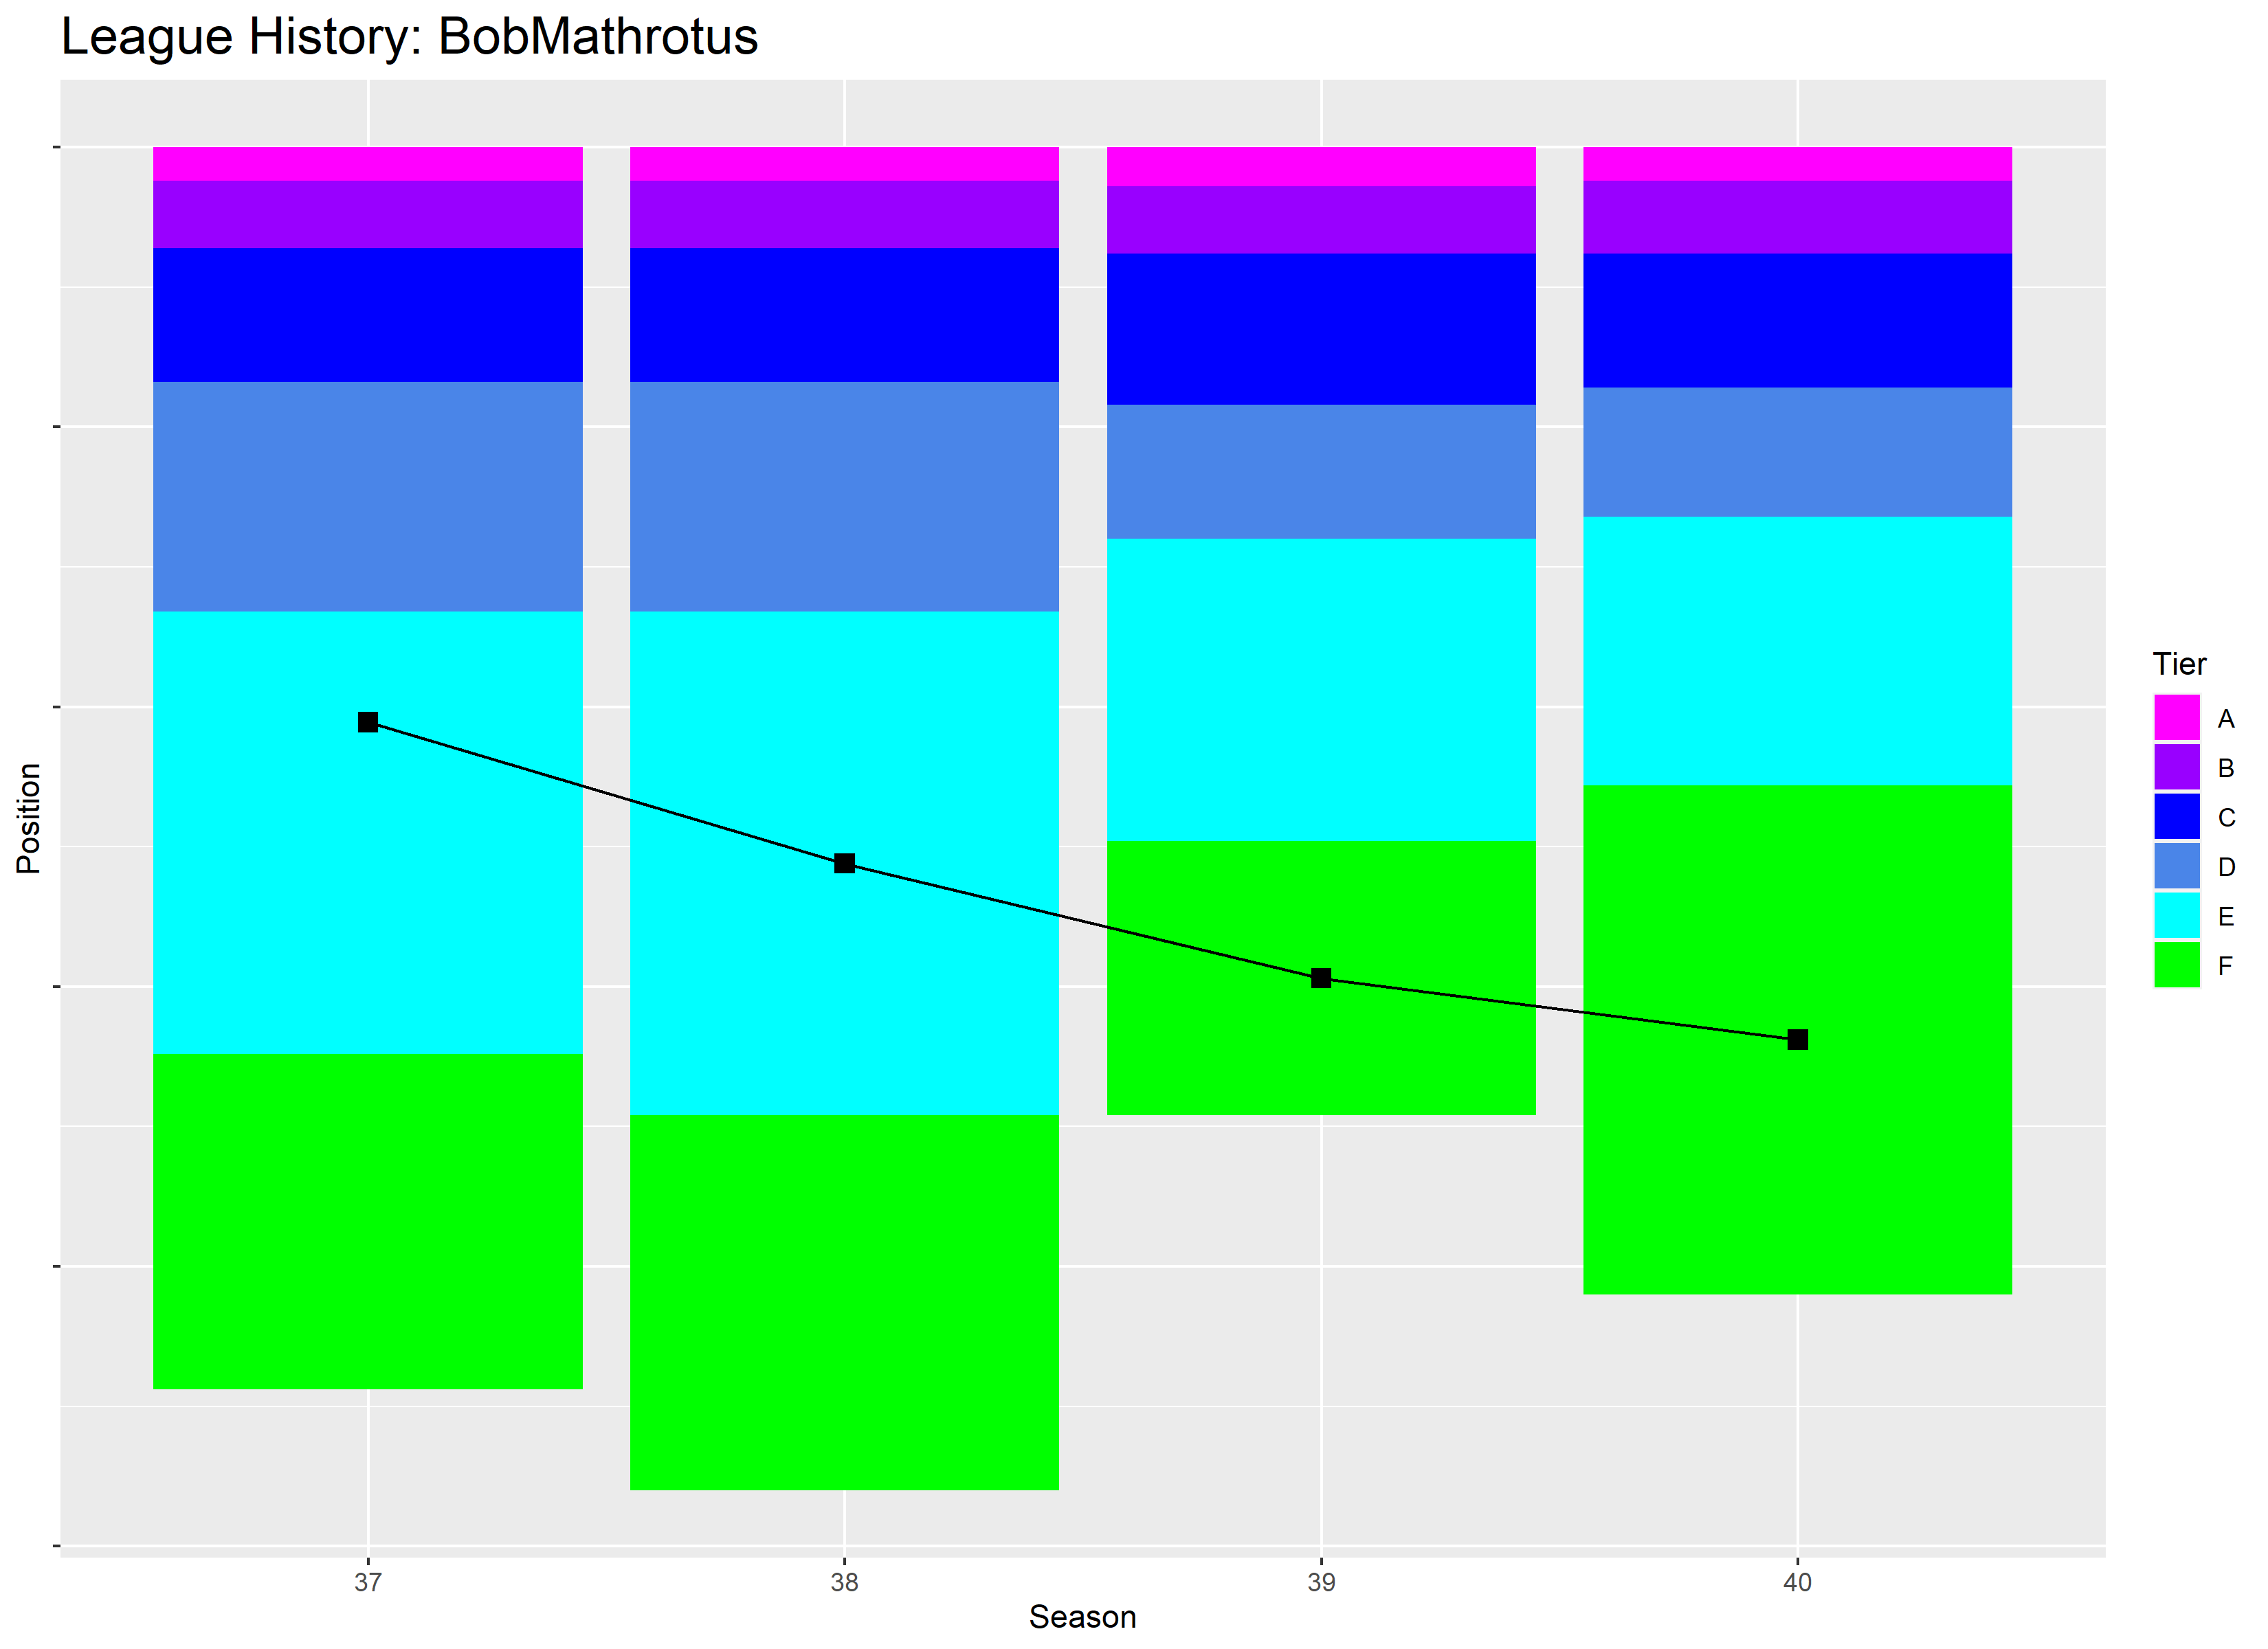 League History: BobMathrotus
Position
37
38
39
40
Season
Tier
A
B
C
D
E
F